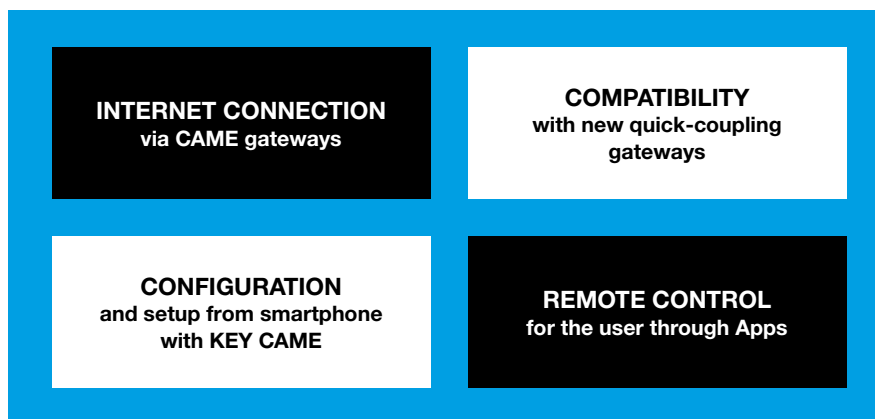 INTERNET CONNECTION
via CAME gateways
COMPATIBILITY
with new quick-coupling
gateways
CONFIGURATION
and setup from smartphone
with KEY CAME
REMOTE CONTROL
for the user through Apps